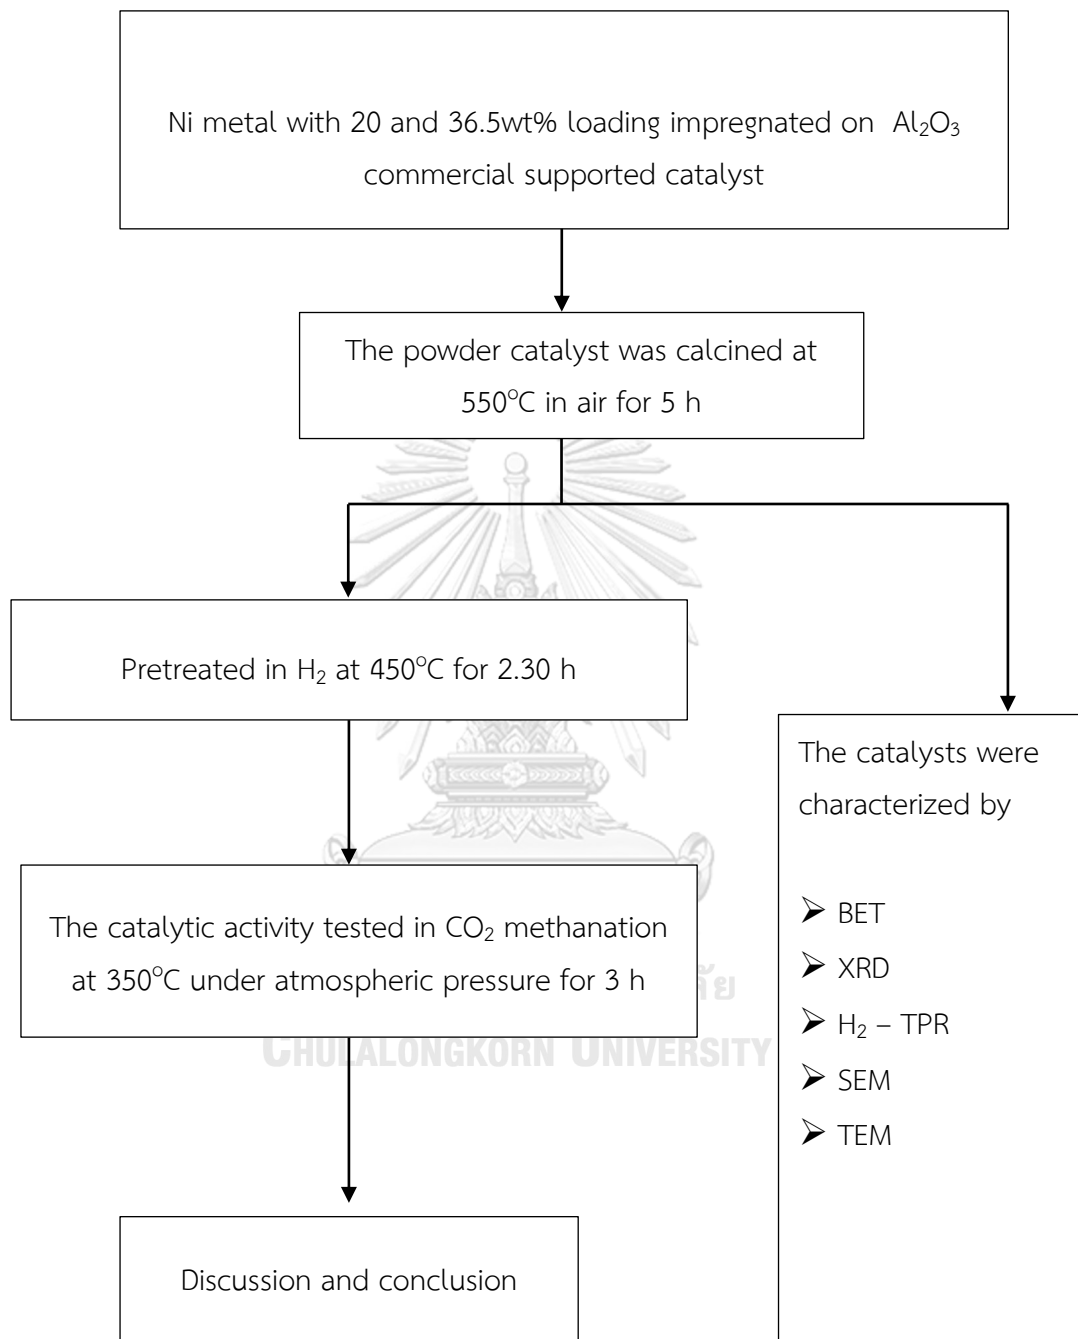 Ni metal with 20 and 36.5wt% loading impregnated on Al₂O₃
commercial supported catalyst
The powder catalyst was calcined at
550°C in air for 5 h
Pretreated in H₂ at 450°C for 2.30 h
The catalysts were
characterized by
➢ BET
➢ XRD
➢ H₂ – TPR
➢ SEM
➢ TEM
The catalytic activity tested in CO₂ methanation
at 350°C under atmospheric pressure for 3 h
CHULALONGKORN UNIVERSITY
Discussion and conclusion